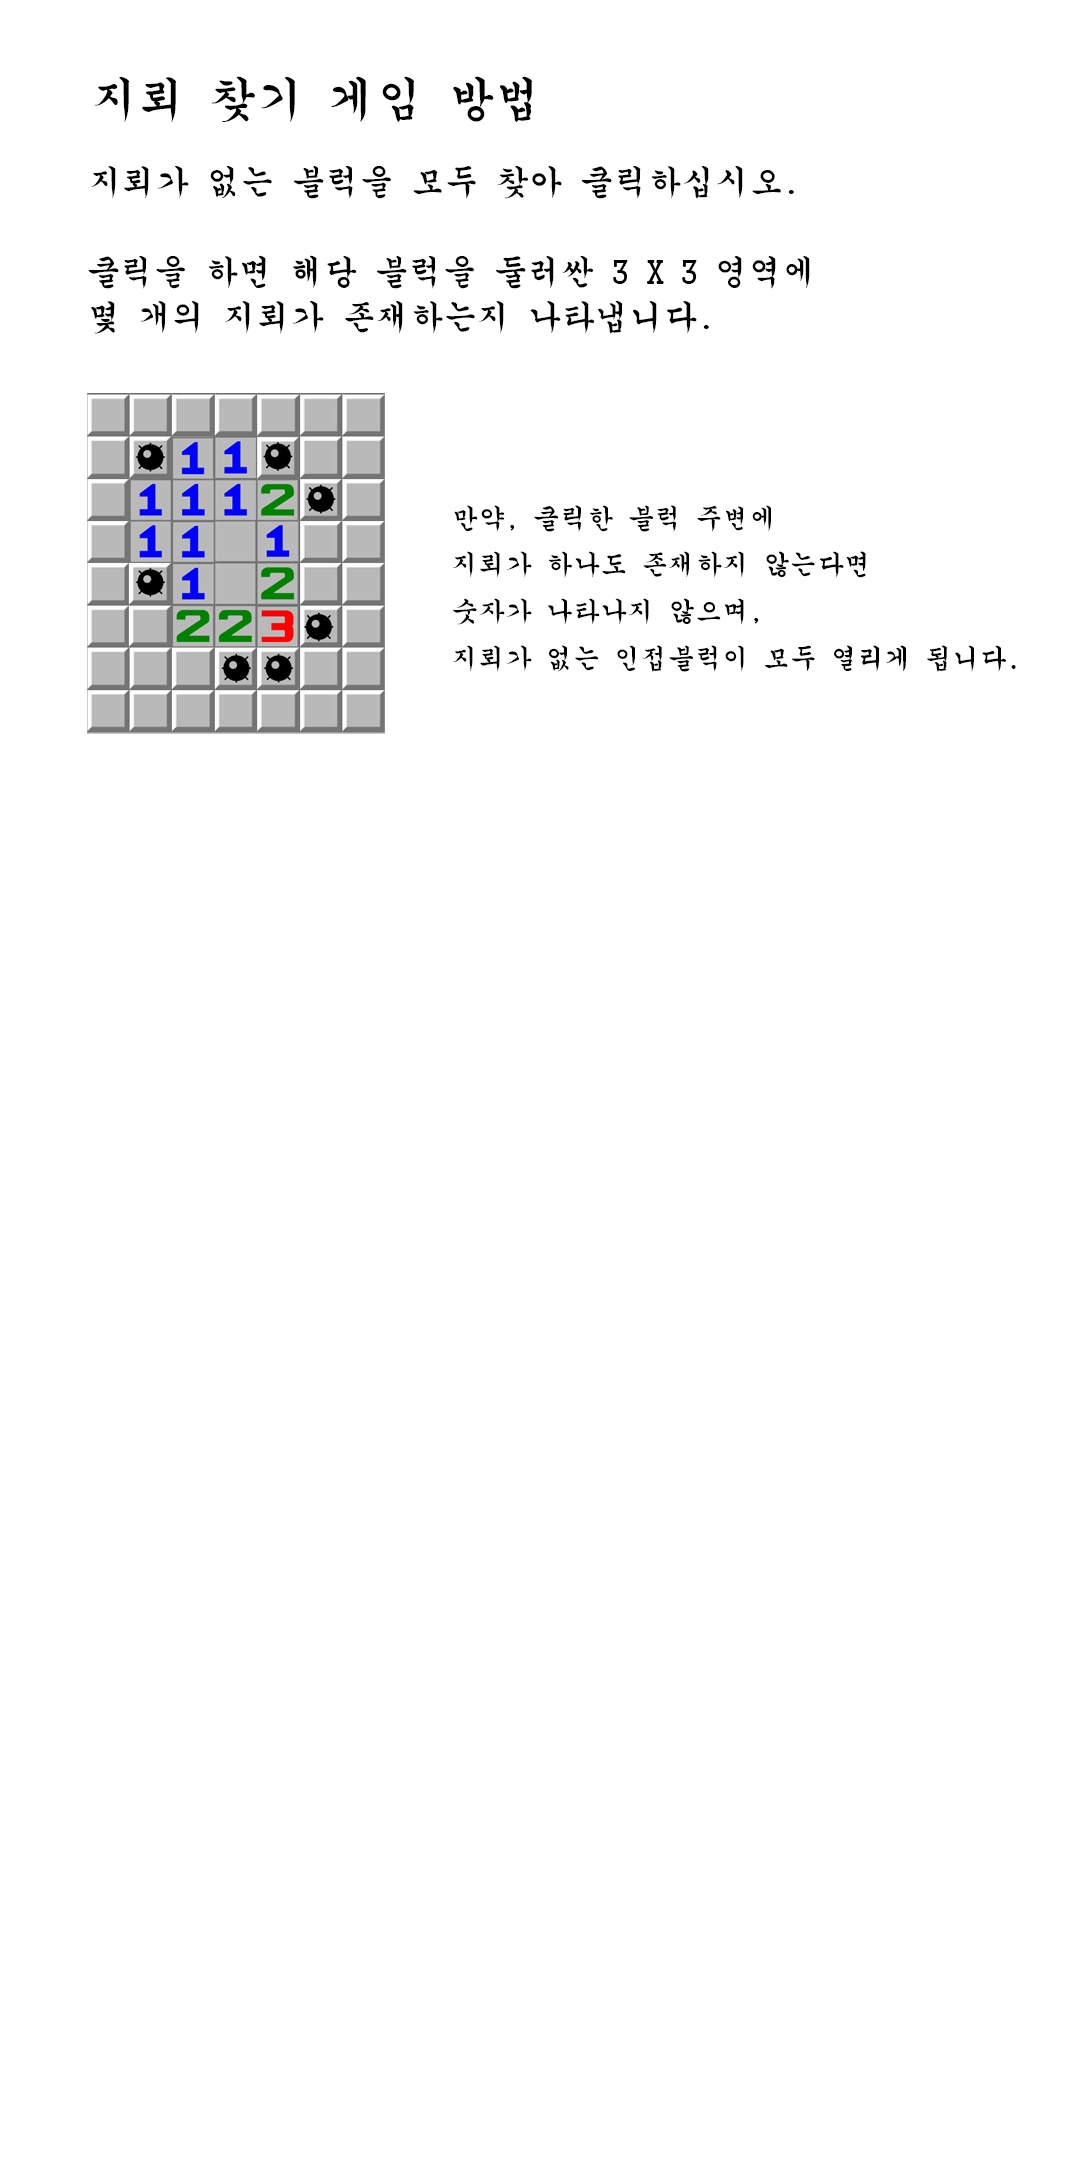 지뢰 찾기 게임 방법
지뢰가 없는 블럭을 모두 찾아 클릭하십시오.
클릭을 하면 해당 블럭을 둘러싼 3 X 3 영역에
몇 개의 지뢰가 존재하는지 나타냅니다.
1 1
1 1 1 2
1 1 1
1 2
2 2 3
만약, 클릭한 블럭 주변에
지뢰가 하나도 존재하지 않는다면
숫자가 나타나지 않으며,
지뢰가 없는 인접블럭이 모두 열리게 됩니다.